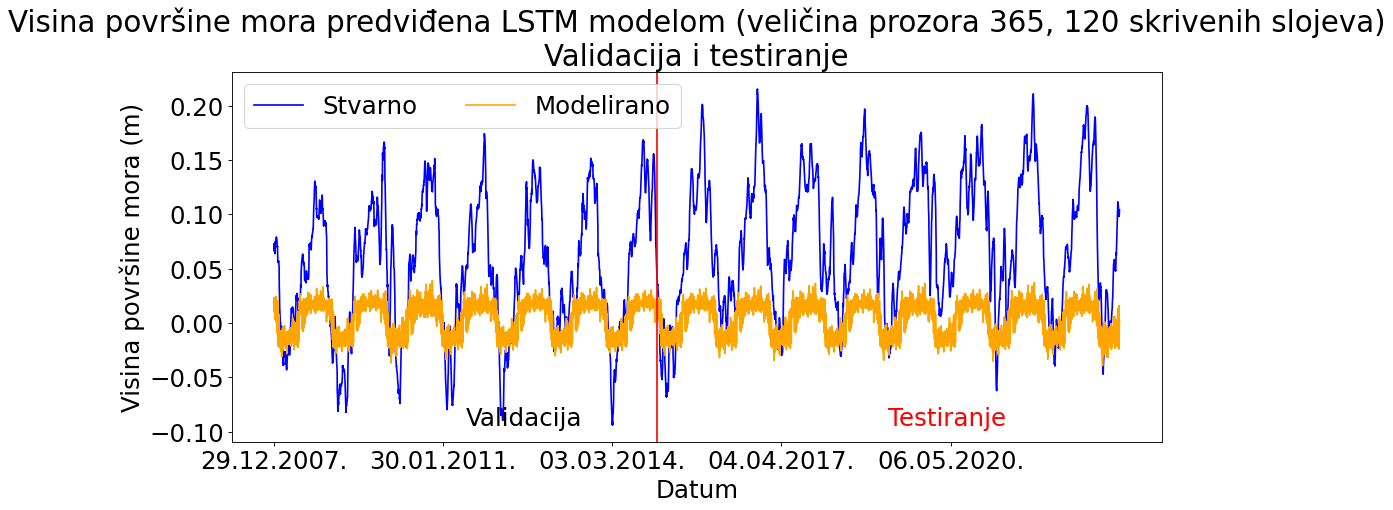 Visina površine mora predviđena LSTM modelom (veličina prozora 365, 120 skrivenih slojeva)
Validacija i testiranje
Stvarno Modelirano
Visina površine mora (m)
0.20
0.15
0.10
0.05
0.00
−0.05
−0.10
Validacija Testiranje
29.12.2007. 30.01.2011. 03.03.2014. 04.04.2017. 06.05.2020.
Datum